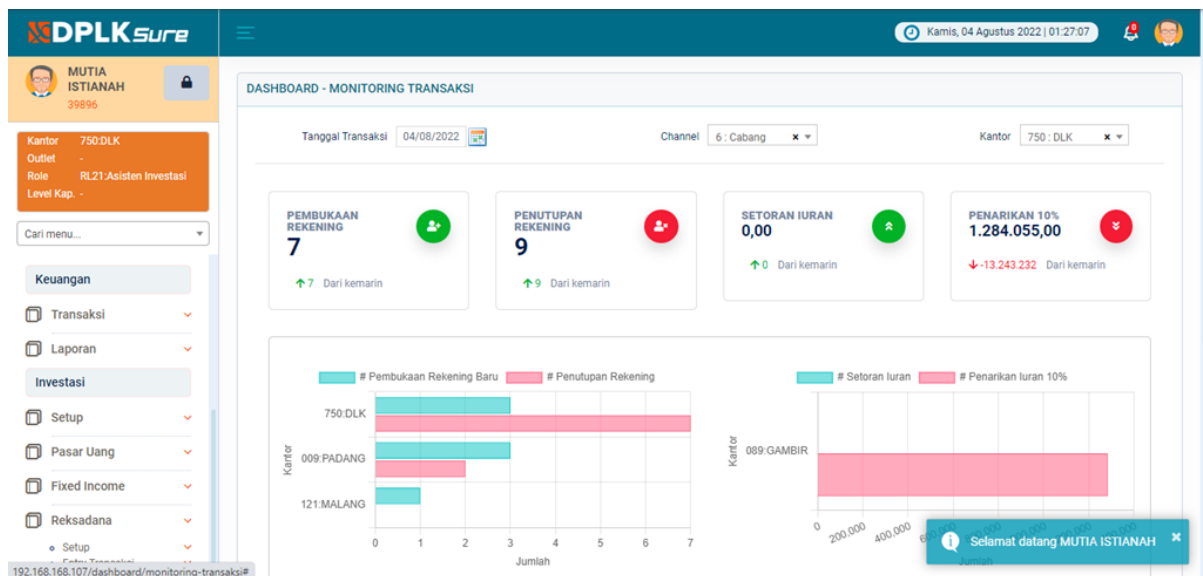 DPLKSure
Kamis, 04 Agustus 2022 | 01:27:07
MUTIA
ISTIANAH
39896
Kantor 750:DLK
Outlet -
Role RL21:Asisten Investasi
Level Kap. -
Cari menu...
Keuangan
Transaksi
Laporan
Investasi
Setup
Pasar Uang
Fixed Income
Reksadana
Setup
Entry Transaksi
192.168.168.107/dashboard/monitoring-transaksi#
DASHBOARD - MONITORING TRANSAKSI
Tanggal Transaksi 04/08/2022 Channel 6 : Cabang × Kantor 750 : DLK ×
PEMBUKAAN
REKENING
7
7 Dari kemarin
PENUTUPAN
REKENING
9
9 Dari kemarin
SETORAN IURAN
0,00
0 Dari kemarin
PENARIKAN 10%
1.284.055,00
-13.243.232 Dari kemarin
# Pembukaan Rekening Baru # Penutupan Rekening
Kantor
750:DLK
009:PADANG
121:MALANG
0 1 2 3 4 5 6 7
Jumlah
# Setoran Iuran # Penarikan Iuran 10%
Kantor
089:GAMBIR
0 200.000 400.000
Jumlah
Selamat datang MUTIA ISTIANAH ×